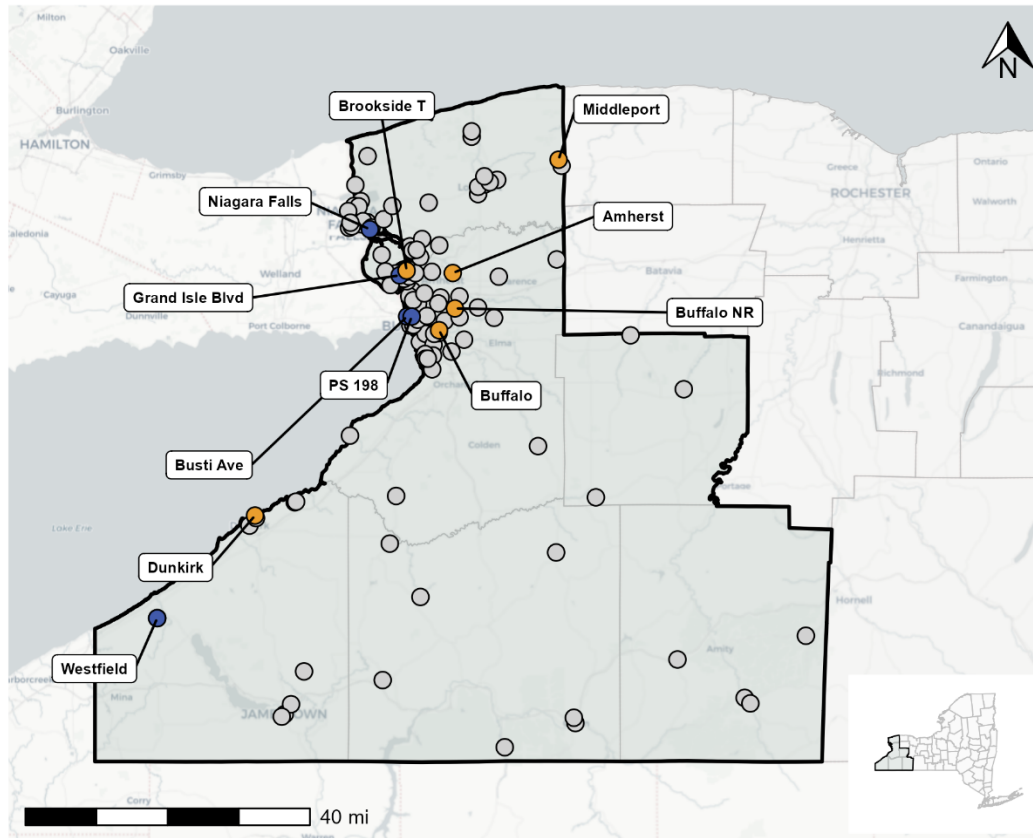 Milton
Oakville
Burlington
HAMILTON
Grimsby
Caledonia
Cayuga
Dunnville
Welland
Port Colborne
N
Brookside T
Middleport
Niagara Falls
Amherst
Grand Isle Blvd
Buffalo NR
PS 198
Buffalo
Busti Ave
Dunkirk
Westfield
Greece
Ontario
ROCHESTER
Walworth
Henrietta
Batavia
Farmington
Canandaigua
Richmond
Elma
Colden
Lake Erie
Hornell
Amity
Mina
Corry
40 mi